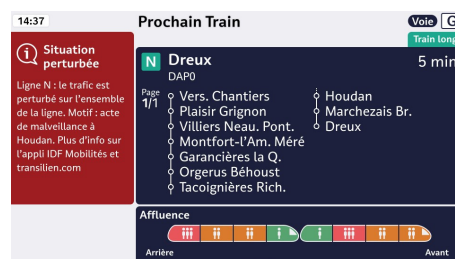 14:37
Prochain Train
Voie G
Train long
Situation
perturbée
Ligne N : le trafic est
perturbé sur l'ensemble
de la ligne. Motif : acte
de malveillance à
Houdan. Plus d'info sur
l'appli IDF Mobilités et
transilien.com
N Dreux
5 min
DAPO
Page
1/1
Vers. Chantiers
Plaisir Grignon
Villiers Neau. Pont.
Montfort-l'Am. Méré
Garancières la Q.
Orgerus Béhoust
Tacoignières Rich.
Houdan
Marchezais Br.
Dreux
Affluence
Arrière
Avant